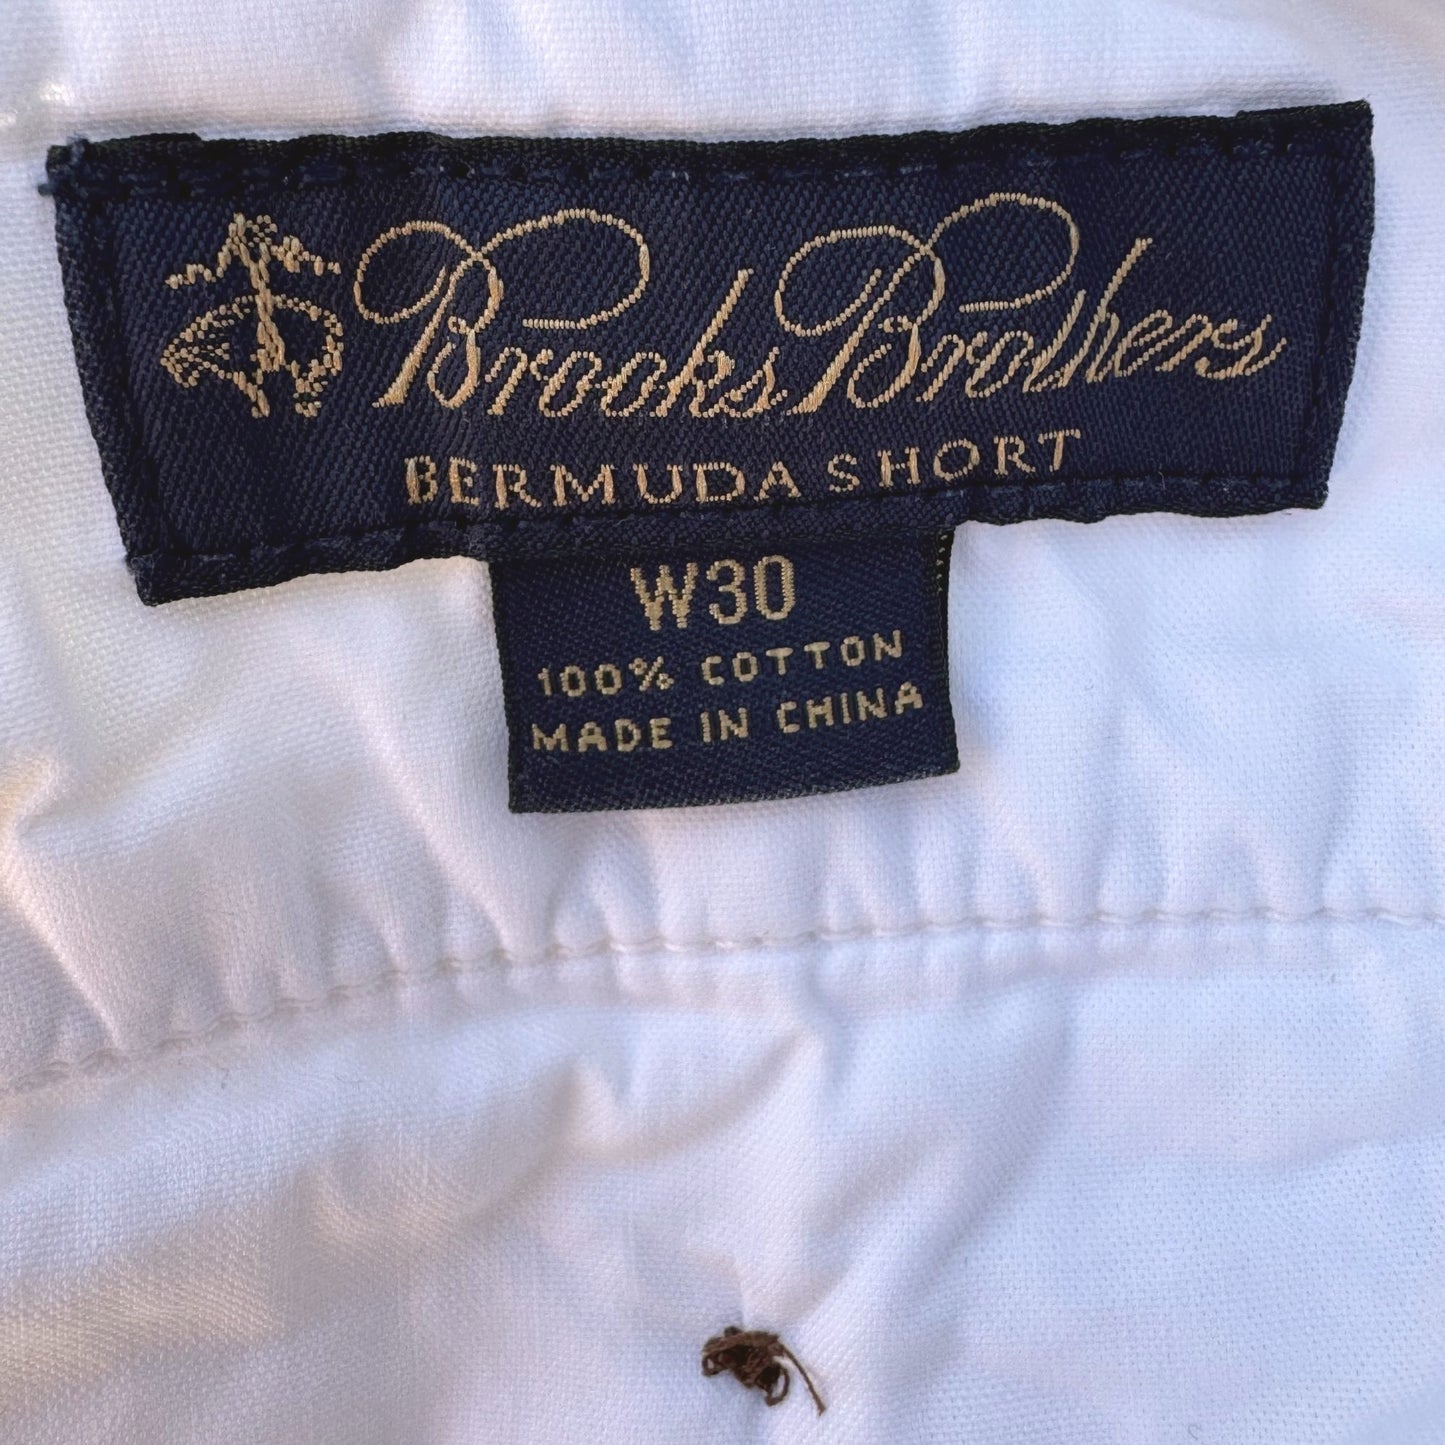 Brooks Brothers
BERMUDA SHORT
W30
100% COTTON
MADE IN CHINA